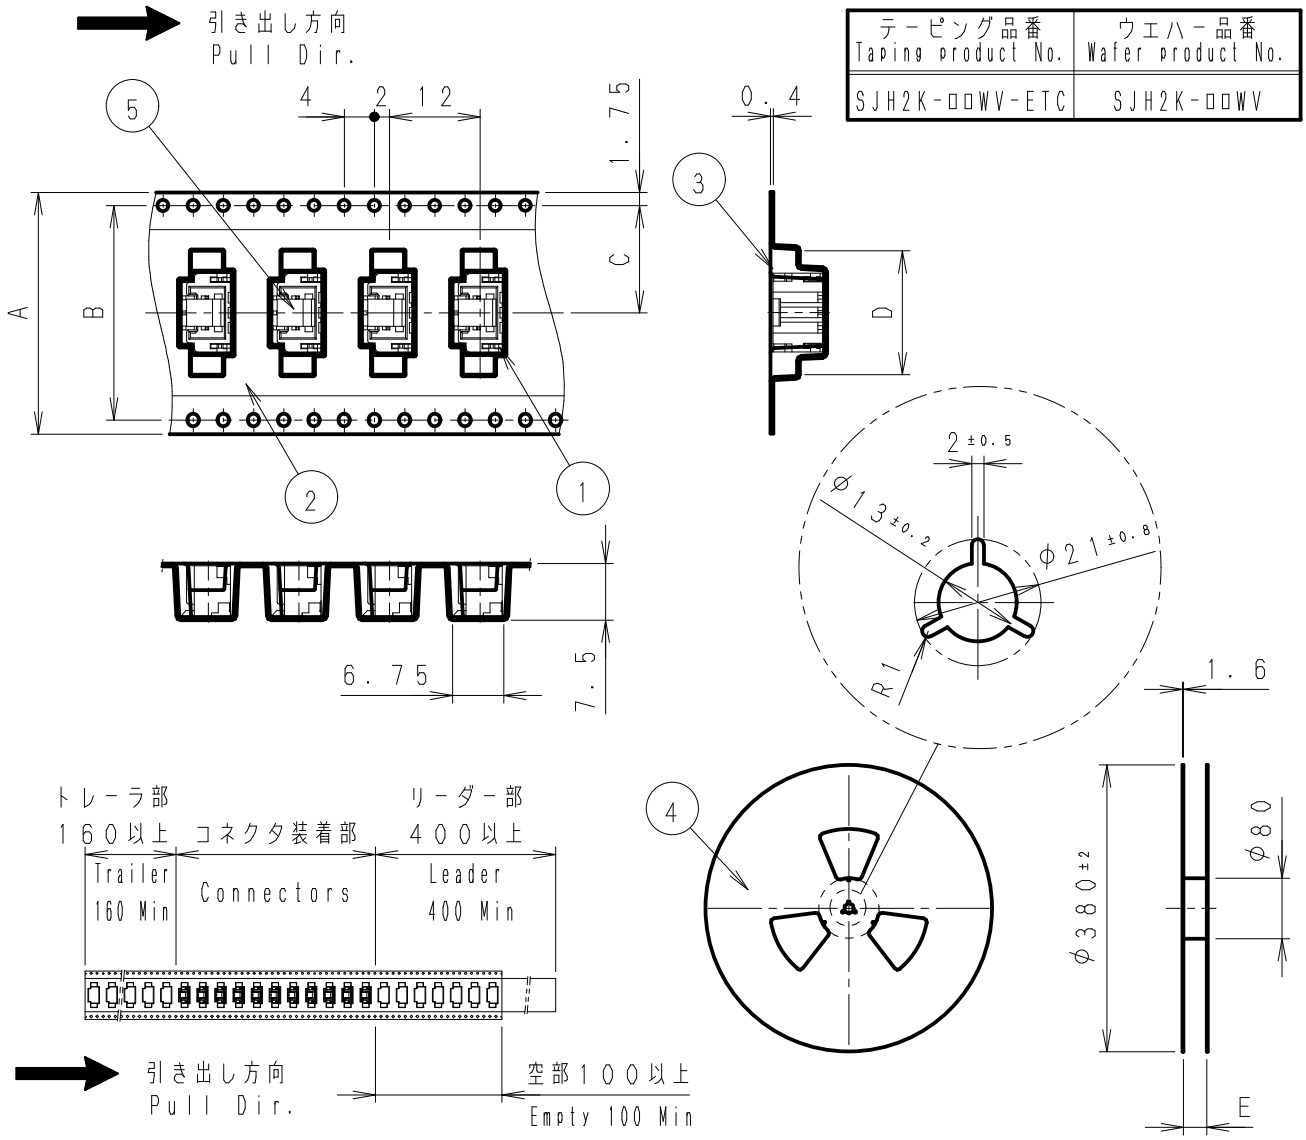 引き出し方向
Pull Dir.
テーピング品番 ウエハー品番
Taping product No. Wafer product No.
SJH2K-□□WV-ETC SJH2K-□□WV
5
4 2 12
1.75
0.4
3
A
B
C
D
2
1
2±0.5
φ13±0.2
φ21±0.8
R1
6.75
7.5
1.6
トレーラ部 リーダー部
160以上 コネクタ装着部 400以上
Trailer Connectors Leader
160 Min 400 Min
4
φ380±2
φ80
引き出し方向
Pull Dir.
空部100以上
Empty 100 Min
E